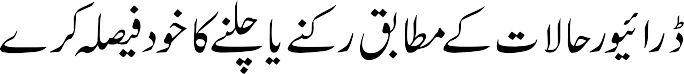 ڈرائیور حالات کے مطابق رکنے یا چلنے کا خود فیصلہ کرے